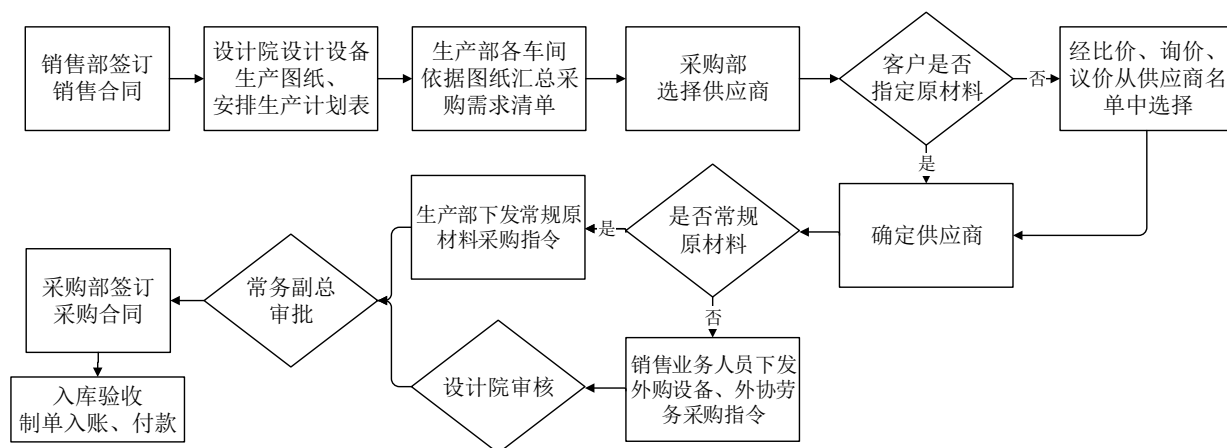 销售部签订
销售合同
设计院设计设备
生产图纸、
安排生产计划表
生产部各车间
依据图纸汇总采
购需求清单
采购部
选择供应商
客户是否
指定原材料
否
经比价、询价、
议价从供应商名
单中选择
是
确定供应商
是否常规
原材料
是
生产部下发常规原
材料采购指令
否
销售业务人员下发
外购设备、外协劳
务采购指令
设计院审核
常务副总
审批
采购部签订
采购合同
入库验收
制单入账、付款